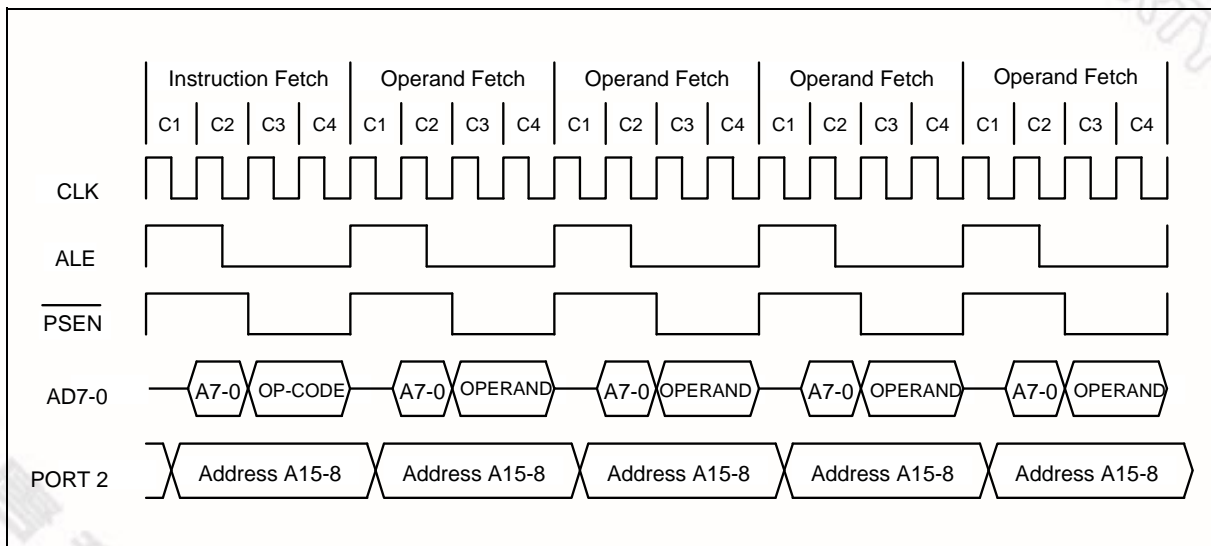 Instruction Fetch Operand Fetch Operand Fetch Operand Fetch Operand Fetch
C1 C2 C3 C4 C1 C2 C3 C4 C1 C2 C3 C4 C1 C2 C3 C4 C1 C2 C3 C4
CLK
ALE
PSEN
AD7-0 A7-0 OP-CODE A7-0 OPERAND A7-0 OPERAND A7-0 OPERAND A7-0 OPERAND
PORT 2 Address A15-8 Address A15-8 Address A15-8 Address A15-8 Address A15-8